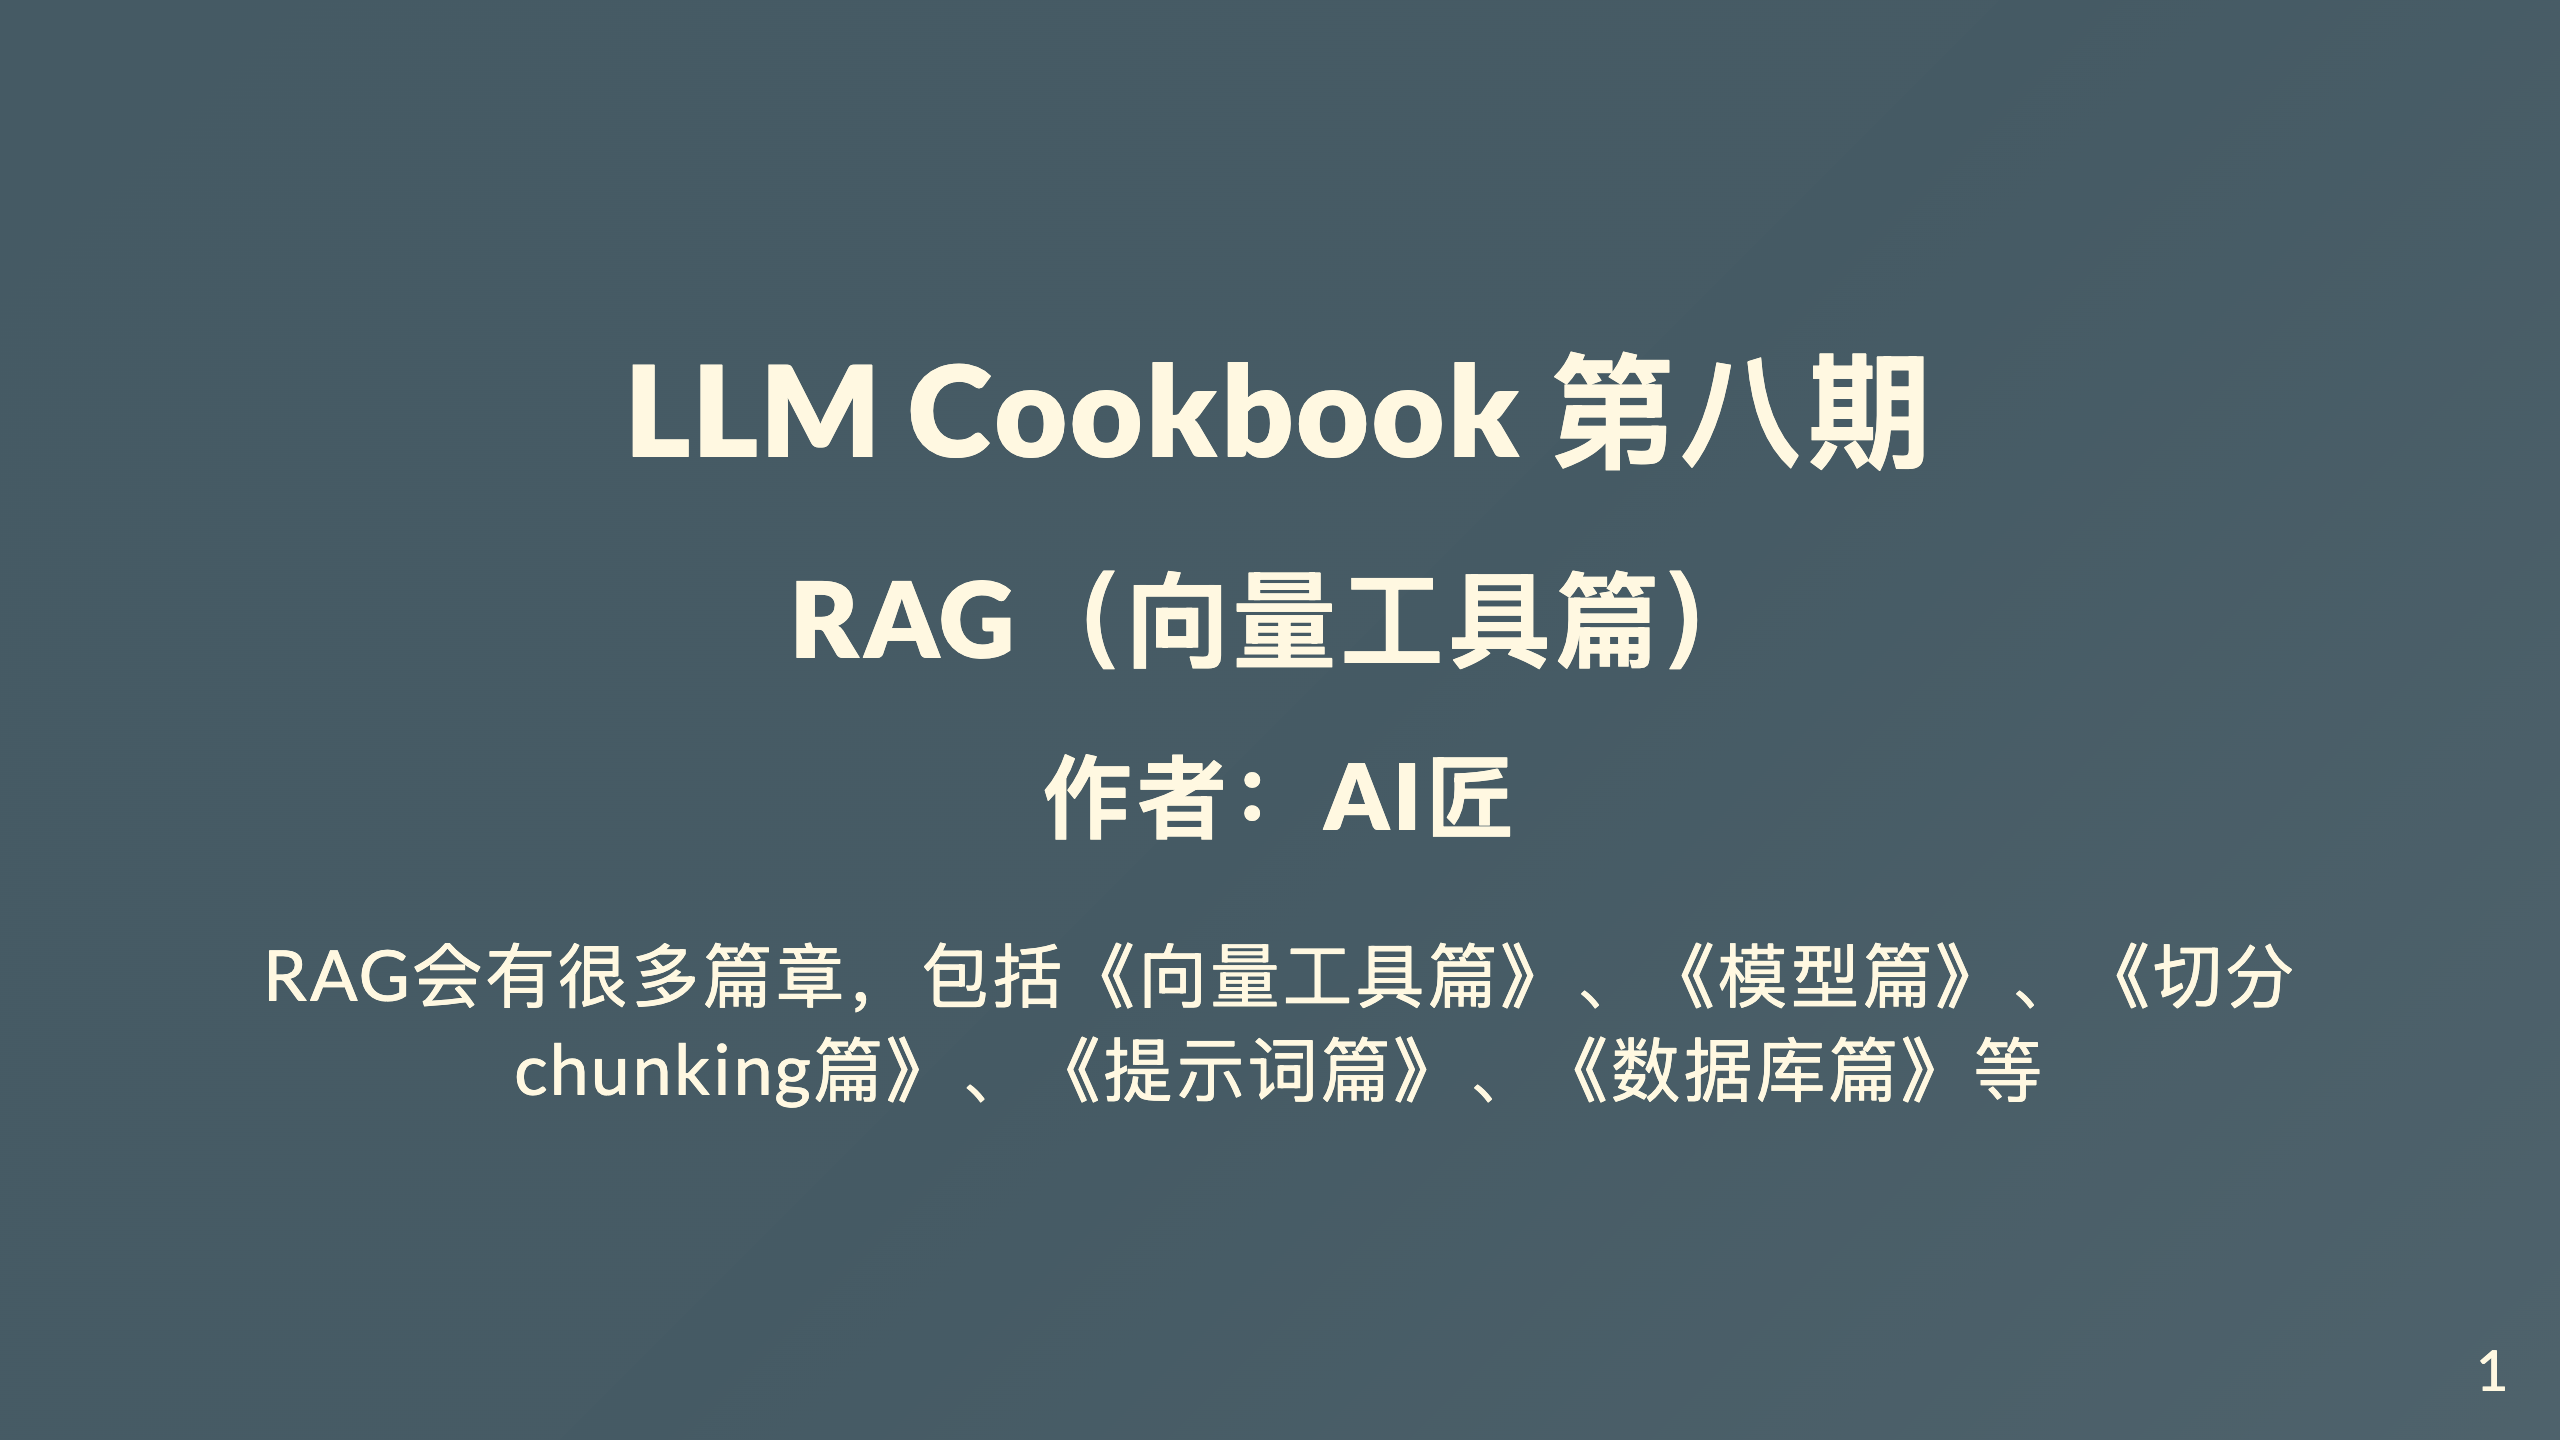 LLM Cookbook 第八期
RAG（向量工具篇）
作者：AI匠
RAG会有很多篇章，包括《向量工具篇》、《模型篇》、《切分
chunking篇》、《提示词篇》、《数据库篇》等
1